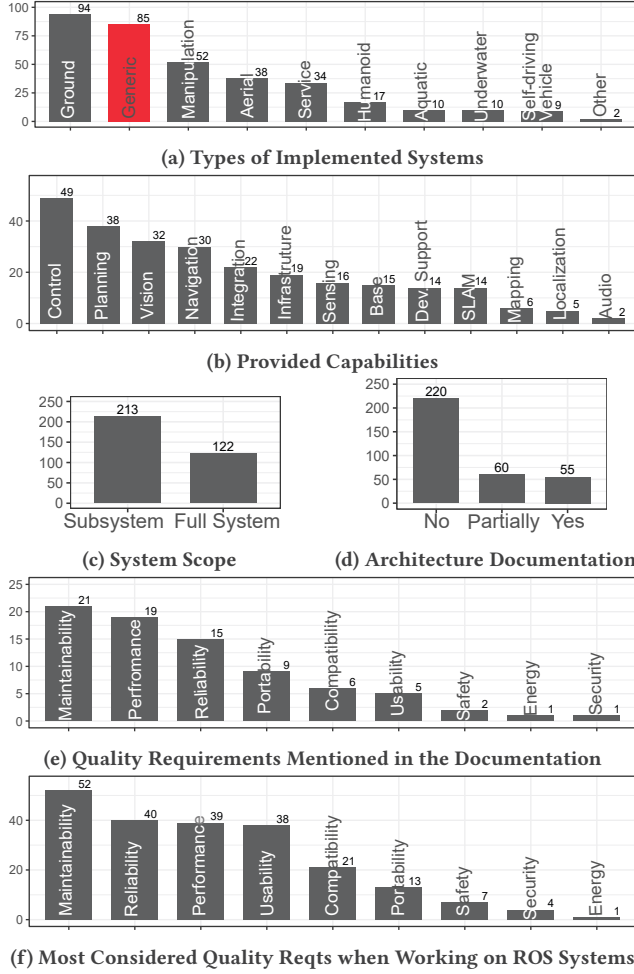 100
75
50
25
0
94
85
52
38
34
17
10
10
9
2
Ground
Generic
Manipulation
Aerial
Service
Humanoid
Aquatic
Underwater
Self-driving
Vehicle
Other
(a) Types of Implemented Systems
40
20
0
49
38
32
30
22
19
16
15
14
14
6
5
2
Control
Planning
Vision
Navigation
Integration
Infrastruture
Sensing
Base
Dev. Support
SLAM
Mapping
Localization
Audio
(b) Provided Capabilities
250
200
150
100
50
0
213
122
Subsystem Full System
(c) System Scope
250
200
150
100
50
0
220
60
55
No Partially Yes
(d) Architecture Documentation
25
20
15
10
5
0
21
19
15
9
6
5
2
1
1
Maintainability
Perfromance
Reliability
Portability
Compatibility
Usability
Safety
Energy
Security
(e) Quality Requirements Mentioned in the Documentation
40
20
0
52
40
39
38
21
13
7
4
1
Maintainability
Reliability
Performance
Usability
Compatibility
Portability
Safety
Security
Energy
(f) Most Considered Quality Reqts when Working on ROS Systems